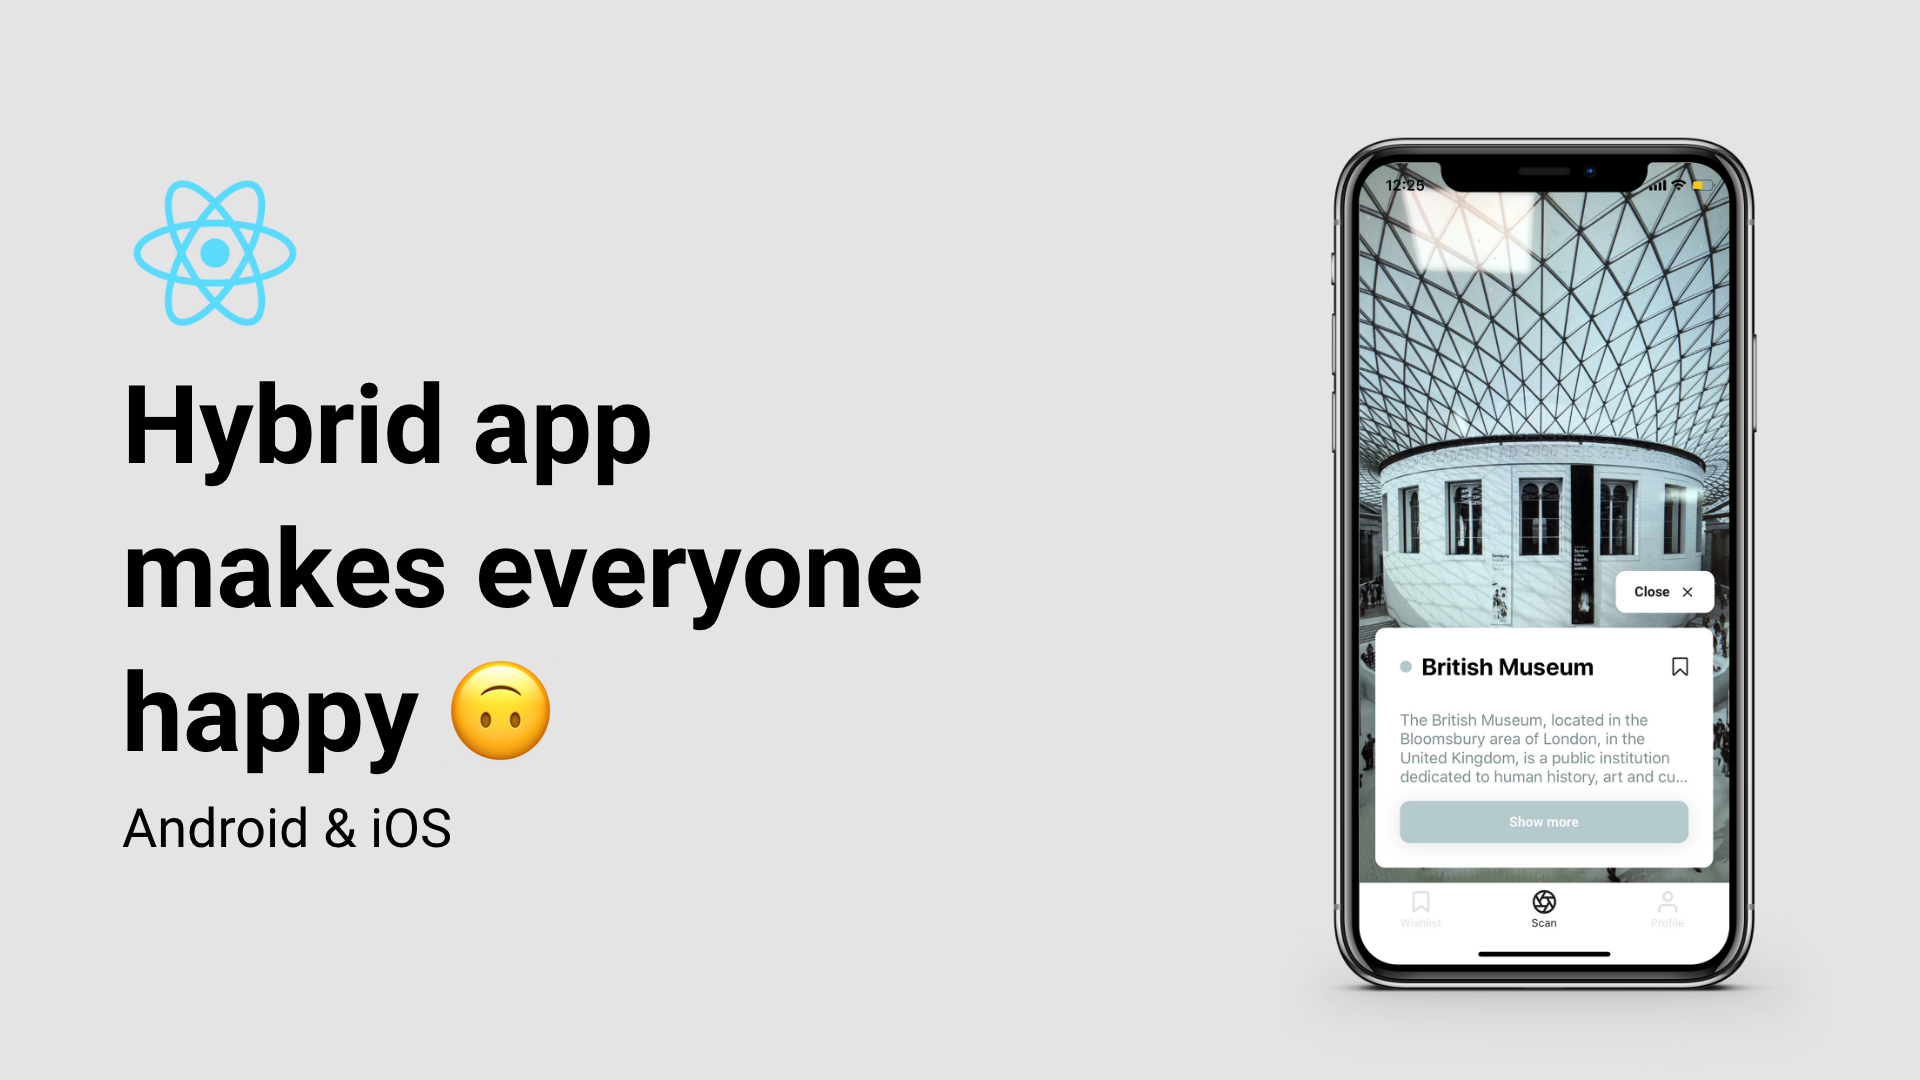 Hybrid app
makes everyone
happy 🙃
Android & iOS
12:25
Close
British Museum
The British Museum, located in the
Bloomsbury area of London, in the
United Kingdom, is a public institution
dedicated to human history, art and cu...
Show more
Wishlist
Scan
Profile